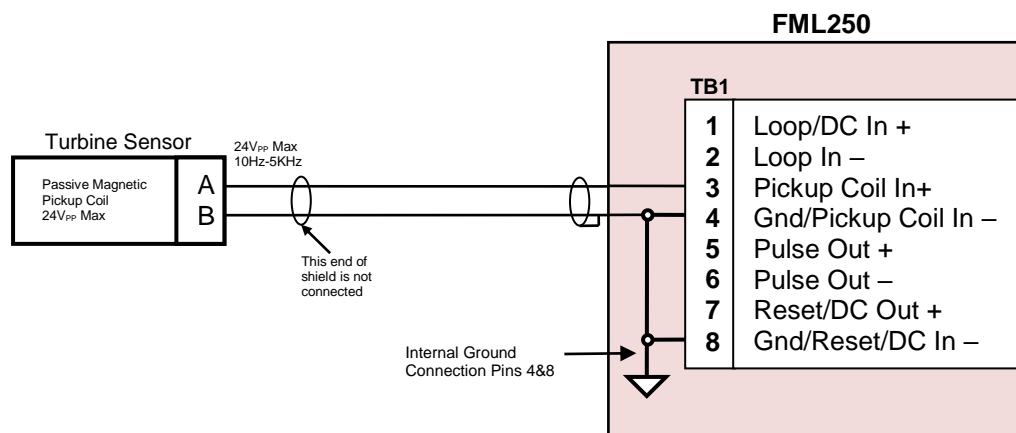 FML250
TB1
1 Loop/DC In +
2 Loop In –
3 Pickup Coil In+
4 Gnd/Pickup Coil In –
5 Pulse Out +
6 Pulse Out –
7 Reset/DC Out +
8 Gnd/Reset/DC In –
Turbine Sensor
Passive Magnetic
Pickup Coil
24VPP Max
A
B
24VPP Max
10Hz-5KHz
This end of
shield is not
connected
Internal Ground
Connection Pins 4&8